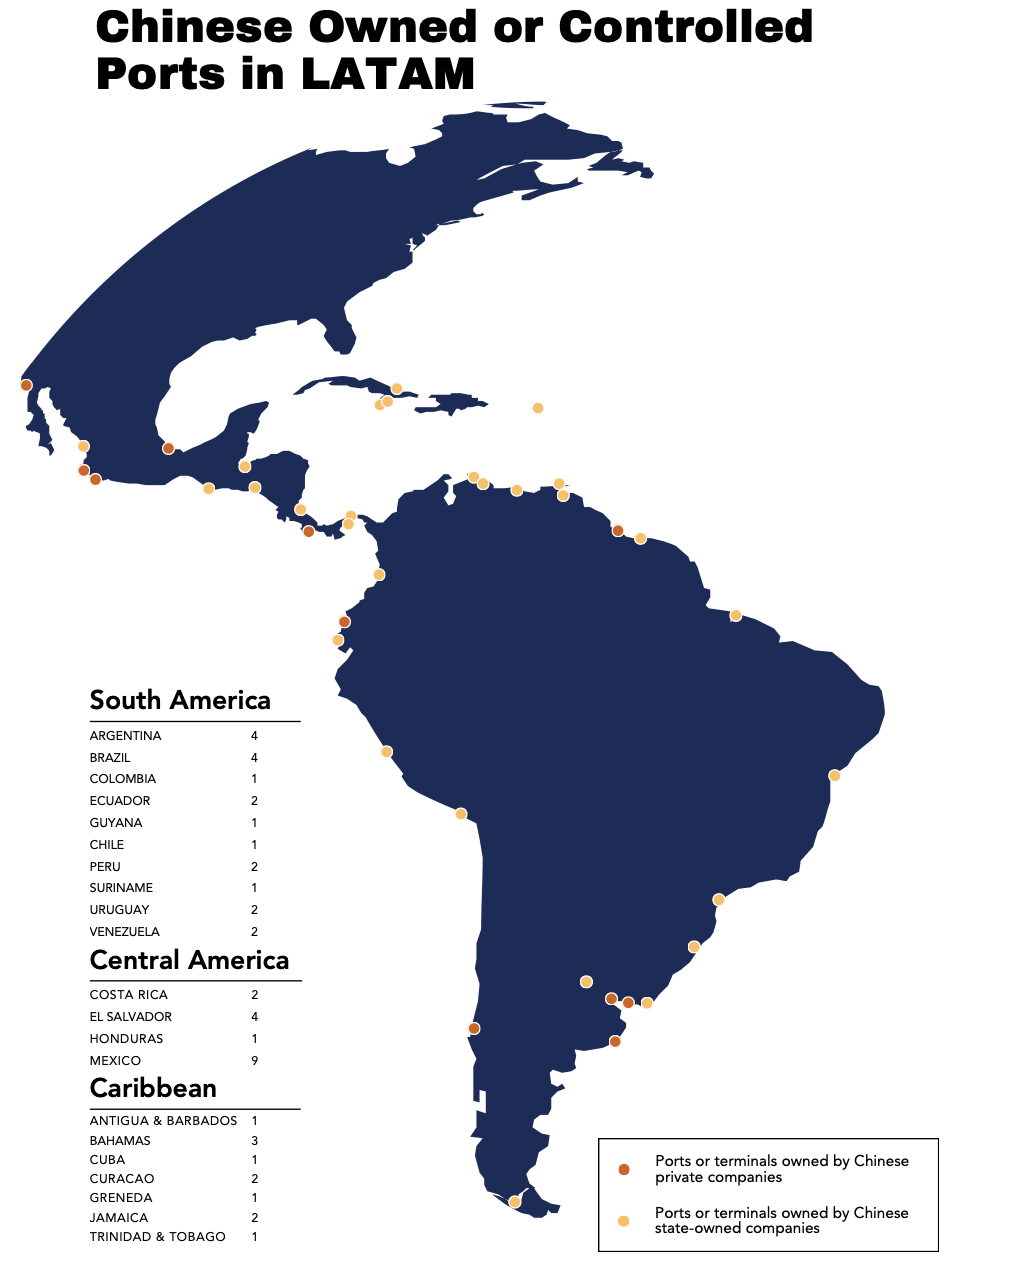 Chinese Owned or Controlled
Ports in LATAM
South America
ARGENTINA 4
BRAZIL 4
COLOMBIA 1
ECUADOR 2
GUYANA 1
CHILE 1
PERU 2
SURINAME 1
URUGUAY 2
VENEZUELA 2
Central America
COSTA RICA 2
EL SALVADOR 4
HONDURAS 1
MEXICO 9
Caribbean
ANTIGUA & BARBADOS 1
BAHAMAS 3
CUBA 1
CURACAO 2
GRENEDA 1
JAMAICA 2
TRINIDAD & TOBAGO 1
Ports or terminals owned by Chinese
private companies
Ports or terminals owned by Chinese
state-owned companies